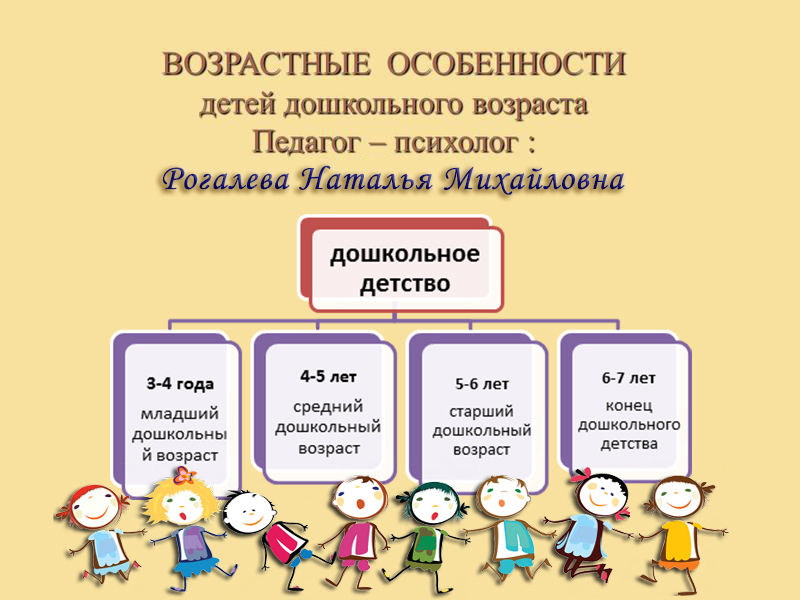 ВОЗРАСТНЫЕ ОСОБЕННОСТИ
детей дошкольного возраста
Педагог – психолог :
Рогалева Наталья Михайловна
дошкольное
детство
3-4 года
младший
дошкольны
й возраст
4-5 лет
средний
дошкольный
возраст
5-6 лет
старший
дошкольный
возраст
6-7 лет
конец
дошкольного
детства